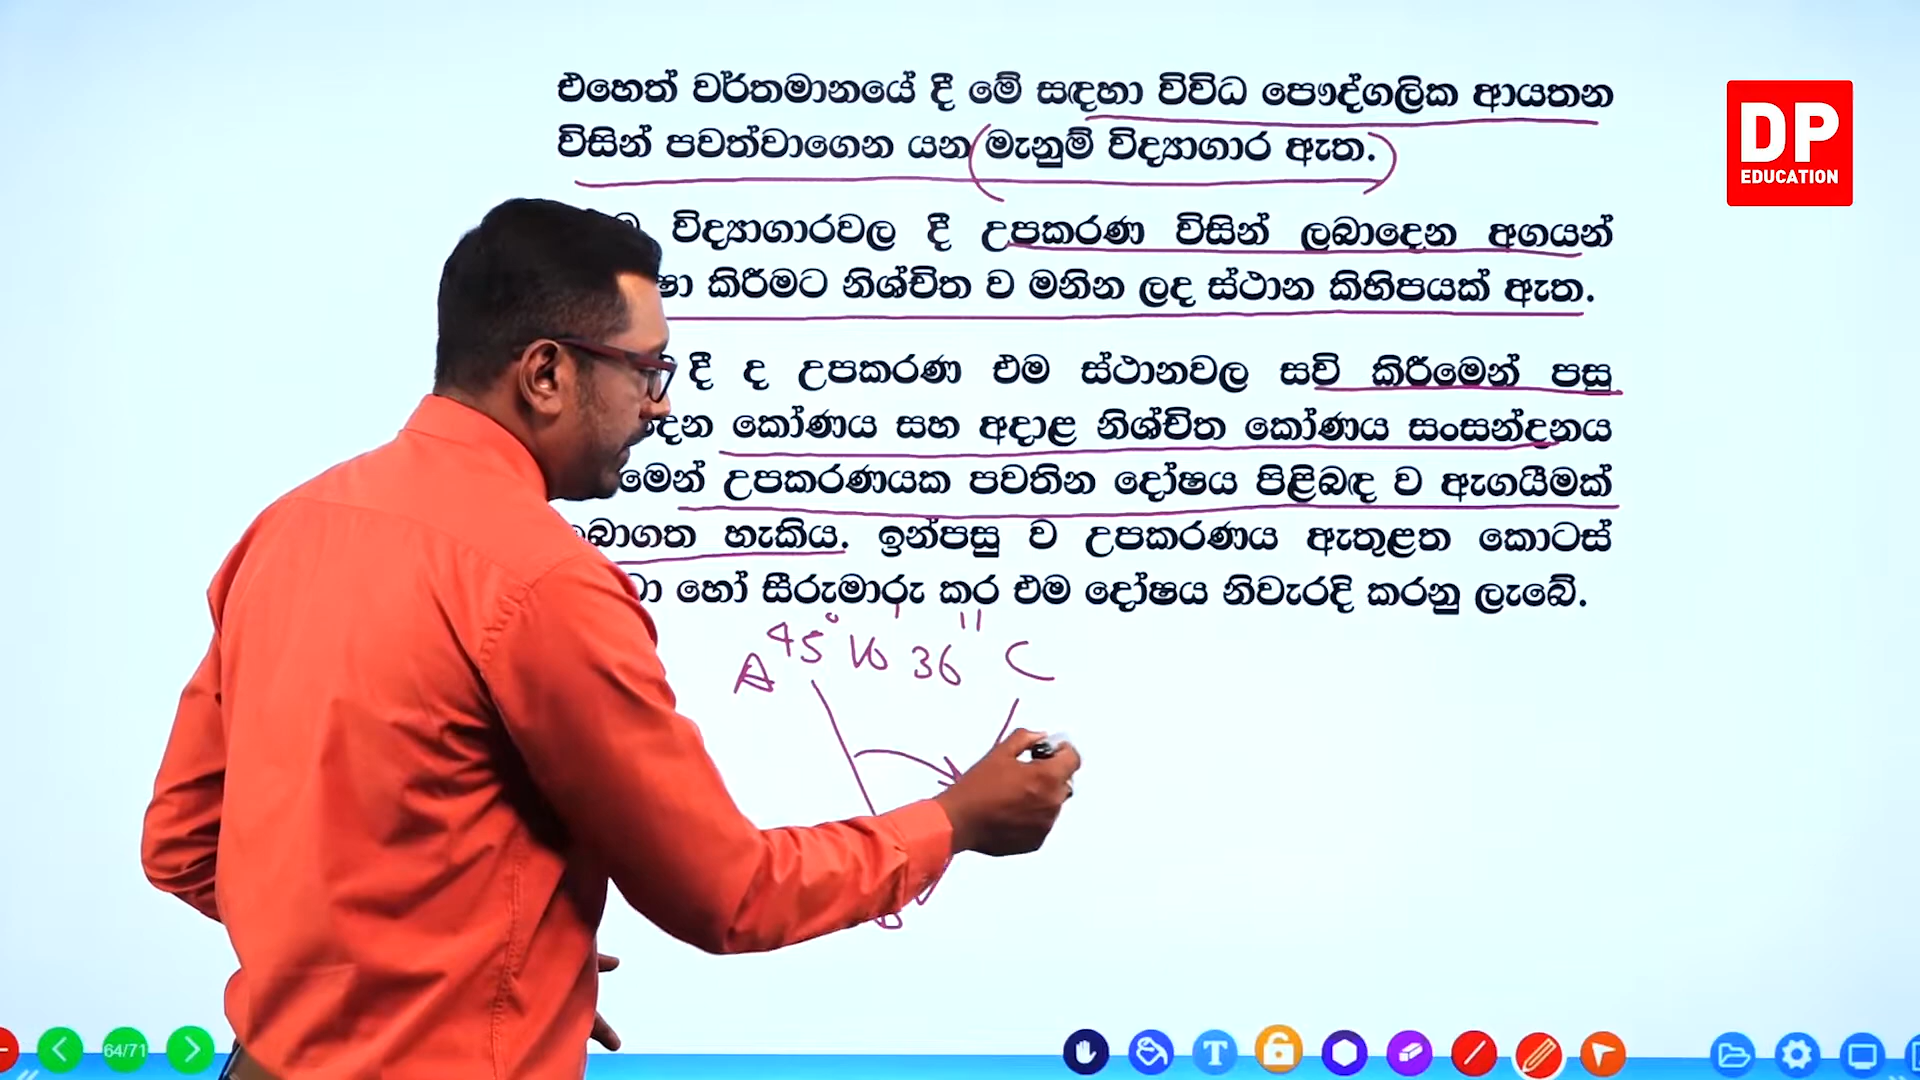 එහෙත් වර්තමානයේ දී මේ සඳහා විවිධ පෞද්ගලික ආයතන
විසින් පවත්වාගෙන යන මැනුම් විද්‍යාගාර ඇත.
DP
EDUCATION
විද්‍යාගාරවල දී උපකරණ විසින් ලබාදෙන අගයන්
කිරීමට නිශ්චිත ව මනින ලද ස්ථාන කිහිපයක් ඇත.
දී ද උපකරණ එම ස්ථානවල සවි කිරීමෙන් පසු
කෝණය සහ අදාළ නිශ්චිත කෝණය සංසන්දනය
උපකරණයක පවතින දෝෂය පිළිබඳ ව ඇගයීමක්
හැකිය. ඉන්පසු ව උපකරණය ඇතුළත කොටස්
හෝ සීරුමාරු කර එම දෝෂය නිවැරදි කරනු ලැබේ.
A 45° 16' 36" C
B
64/71
T